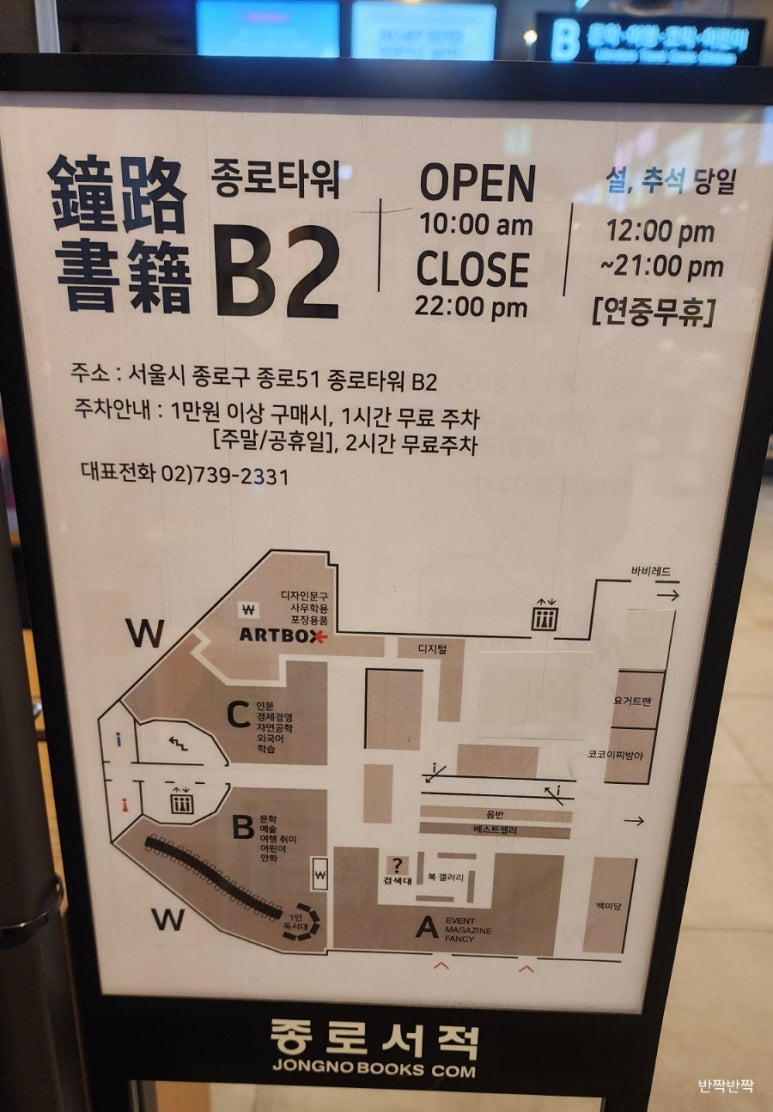 B 문학·여행·만화·어린이
鐘路
書籍
종로타워
B2
OPEN
10:00 am
CLOSE
22:00 pm
설, 추석 당일
12:00 pm
~21:00 pm
[연중무휴]
주소 : 서울시 종로구 종로51 종로타워 B2
주차안내 : 1만원 이상 구매시, 1시간 무료 주차
[주말/공휴일], 2시간 무료주차
대표전화 02)739-2331
바비레드
디자인문구
사무학용
포장용품
₩
ARTBOX
W
디지털
C
인문
경제경영
자연공학
외국어
학습
요거트맨
코코이찌방야
i
i
음반
베스트셀러
B
문학
예술
여행 취미
어린이
만화
₩
?
검색대
북 갤러리
백미당
1인
독서대
W
A
EVENT
MAGAZINE
FANCY
종로서적
JONGNO BOOKS COM
반짝반짝